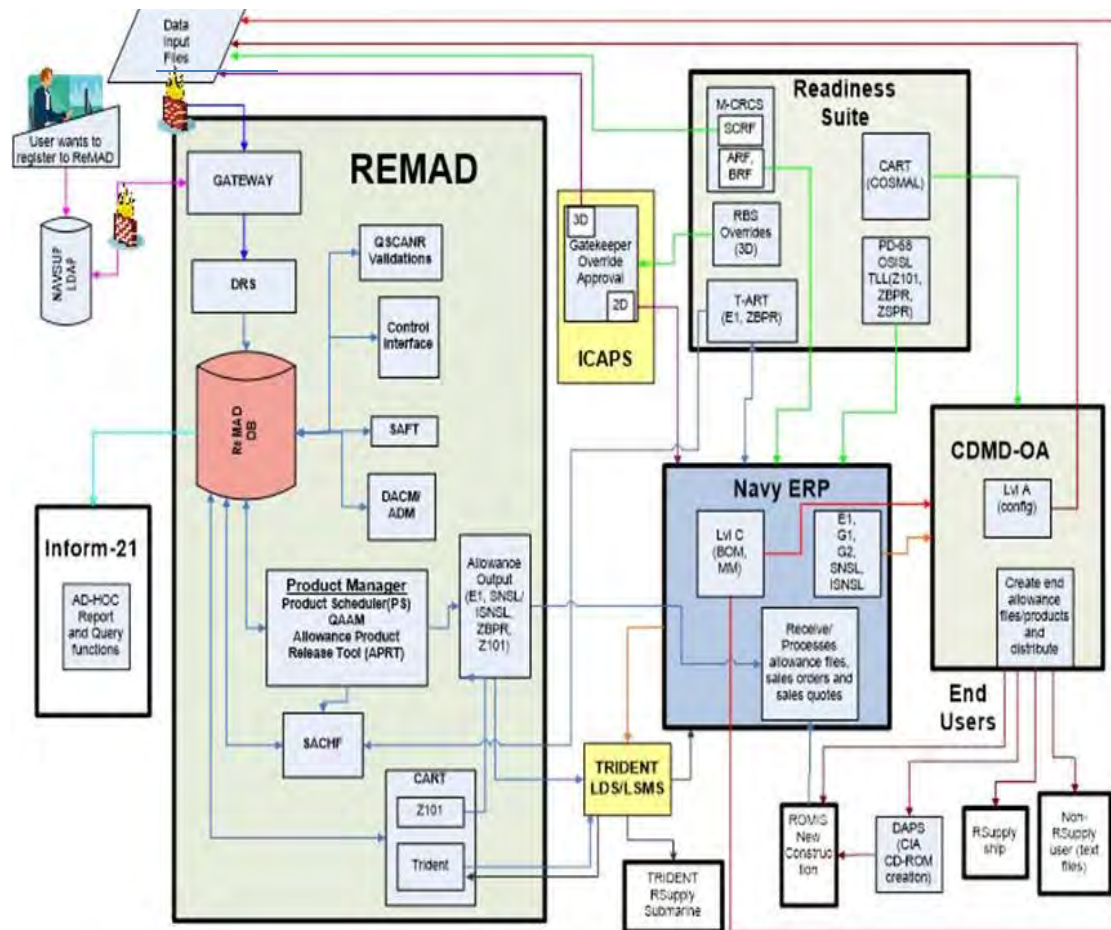 Data
Input
Files
User wants to
register to ReMAD
NAVSUP
LDAP
REMAD
GATEWAY
DRS
ReMAD
DB
QSCANR
Validations
Control
Interface
SAFT
DACM/
ADM
Product Manager
Product Scheduler(PS)
QAAM
Allowance Product
Release Tool (APRT)
Allowance
Output
(E1, SNSL/
ISNSL,
ZBPR,
Z101)
SACHF
CART
Z101
Trident
Inform-21
AD-HOC
Report
and Query
functions
3D
Gatekeeper
Override
Approval
2D
ICAPS
Readiness
Suite
M-CRCS
SCRF
ARF,
BRF
RBS
Overrides
(3D)
T-ART
(E1, ZBPR)
CART
(COSMAL)
OSISL
TLL(Z101,
ZBPR,
ZSPR)
Navy ERP
Lvl C
(BOM,
MM)
E1,
G1,
G2,
SNSL,
ISNSL
Receive/
Processes
allowance files,
sales orders and
sales quotes
CDMD-OA
Lvl A
(config)
Create end
allowance
files/products
and
distribute
End
Users
TRIDENT
LDS/LSMS
TRIDENT
RSupply
Submarine
ROMIS
New
Construc
tion
DAPS
(CIA
CD-ROM
creation)
RSupply
ship
Non-
RSupply
user (text
files)